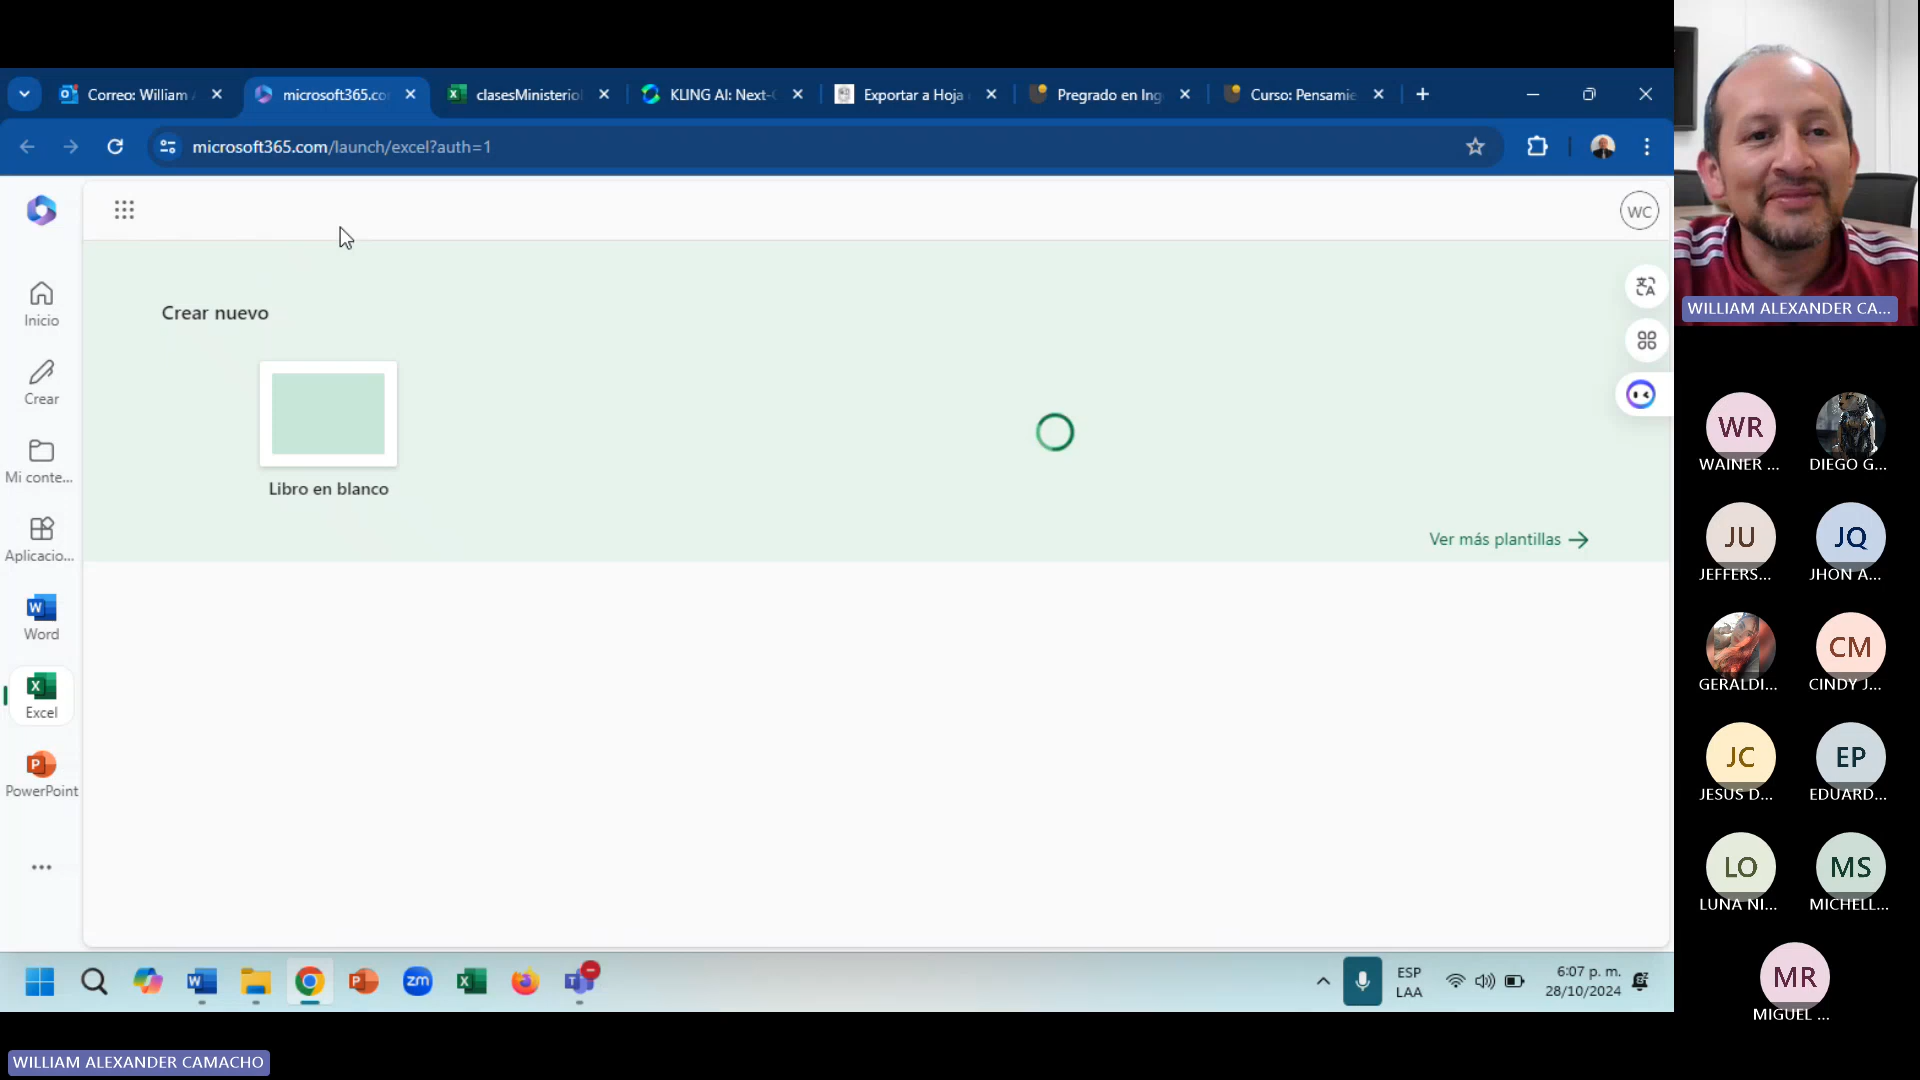 Correo: William
microsoft365.co
clasesMinisterio
KLING AI: Next-
Exportar a Hoja
Pregrado en Ing
Curso: Pensamie
microsoft365.com/launch/excel?auth=1
WC
Inicio
Crear
Mi conte...
Aplicacio...
Word
Excel
PowerPoint
Crear nuevo
Libro en blanco
Ver más plantillas
ESP
LAA
6:07 p. m.
28/10/2024
WILLIAM ALEXANDER CA...
WR
WAINER ...
DIEGO G...
JU
JEFFERS...
JQ
JHON A...
GERALDI...
CM
CINDY J...
JC
JESUS D...
EP
EDUARD...
LO
LUNA NI...
MS
MICHELL...
MR
MIGUEL ...
WILLIAM ALEXANDER CAMACHO